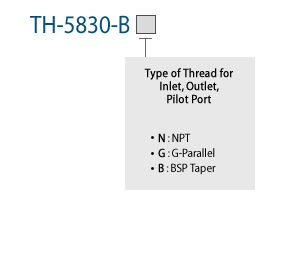 TH-5830-B
Type of Thread for
Inlet, Outlet,
Pilot Port
• N : NPT
• G : G-Parallel
• B : BSP Taper